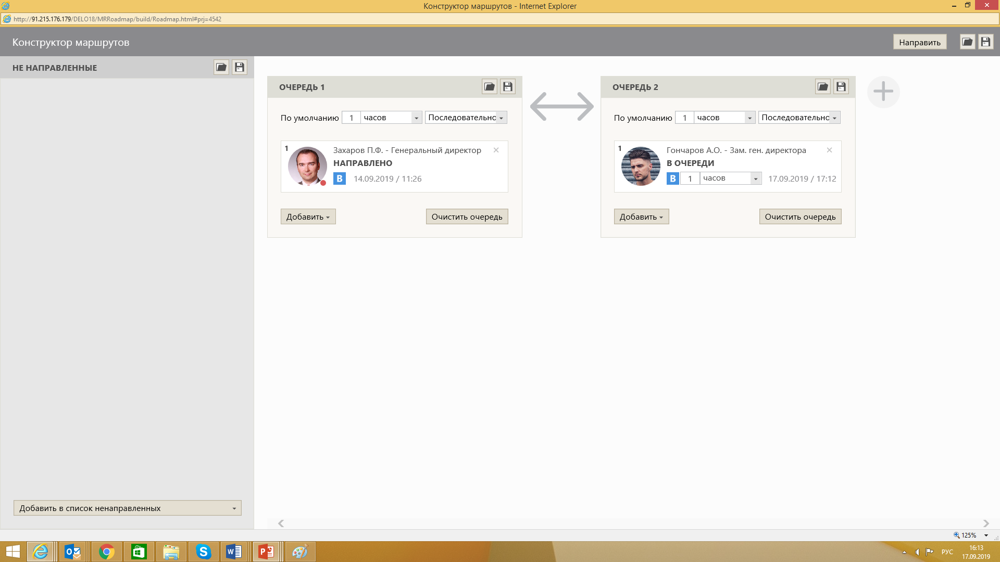 Конструктор маршрутов - Internet Explorer
http://91.215.176.179/DELO18/MRRoadmap/build/Roadmap.html#prj=4542
Конструктор маршрутов
Направить
НЕ НАПРАВЛЕННЫЕ
ОЧЕРЕДЬ 1
По умолчанию 1 часов Последовательнс
1
Захаров П.Ф. - Генеральный директор
НАПРАВЛЕНО
В 14.09.2019 / 11:26
Добавить
Очистить очередь
ОЧЕРЕДЬ 2
По умолчанию 1 часов Последовательнс
1
Гончаров А.О. - Зам. ген. директора
В ОЧЕРЕДИ
В 1 часов 17.09.2019 / 17:12
Добавить
Очистить очередь
Добавить в список ненаправленных
125%
РУС
16:13
17.09.2019